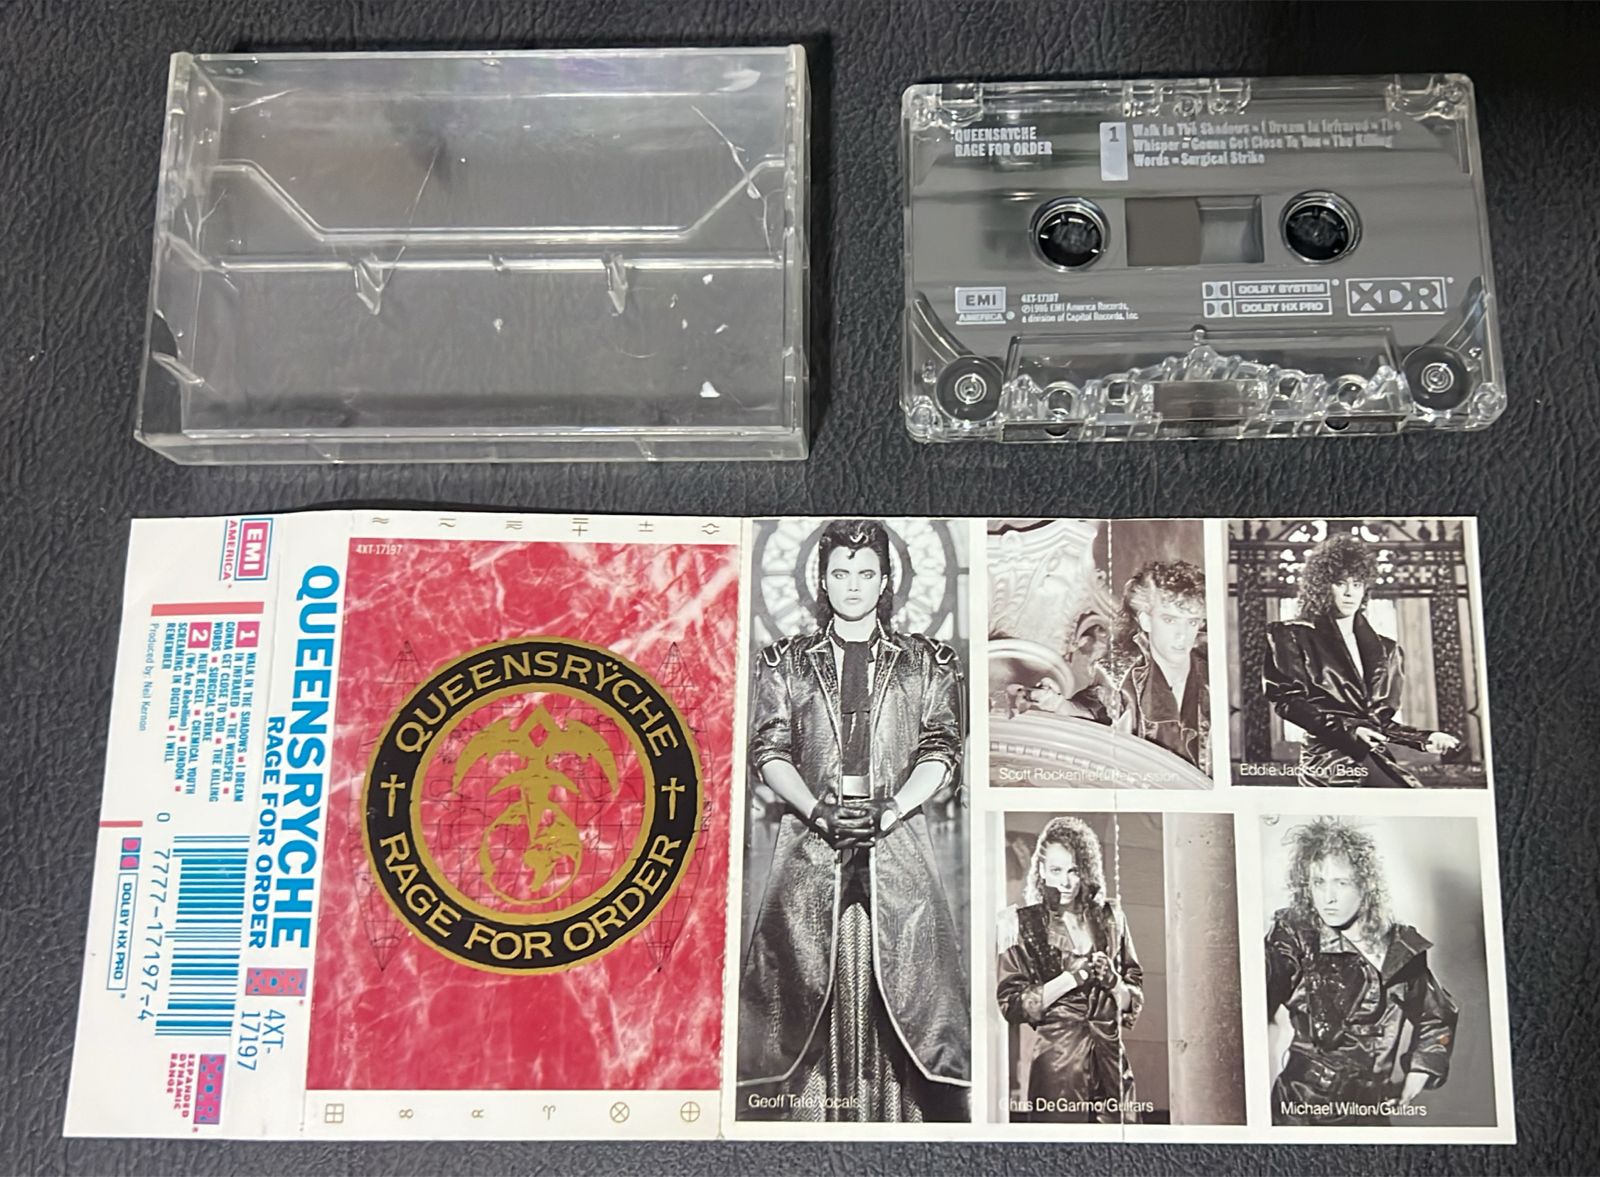 QUEENSRYCHE
RAGE FOR ORDER
1
Walk In The Shadows ▪ I Dream In Infrared ▪ The
Whisper ▪ Gonna Get Close To You ▪ The Killing
Words ▪ Surgical Strike
EMI
AMERICA®
4XT-17197
℗1986 EMI America Records,
a division of Capitol Records, Inc.
DOLBY SYSTEM®
DOLBY HX PRO
XDR®
EMI
AMERICA®
QUEENSRYCHE
RAGE FOR ORDER
4XT-
17197
1 WALK IN THE SHADOWS ▪ I DREAM
IN INFRARED ▪ THE WHISPER ▪
GONNA GET CLOSE TO YOU ▪ THE KILLING
WORDS ▪ SURGICAL STRIKE
2 NEUE REGEL ▪ CHEMICAL YOUTH
(We Are Rebellion) ▪ LONDON ▪
SCREAMING IN DIGITAL ▪ I WILL
REMEMBER
Produced by: Neil Kernon
0 7777-17197-4
DOLBY HX PRO®
XDR
EXPANDED
DYNAMIC
RANGE
4XT-17197
QUEENSRŸCHE
RAGE FOR ORDER
Geoff Tate/Vocals
Scott Rockenfield/Percussion
Eddie Jackson/Bass
Chris DeGarmo/Guitars
Michael Wilton/Guitars